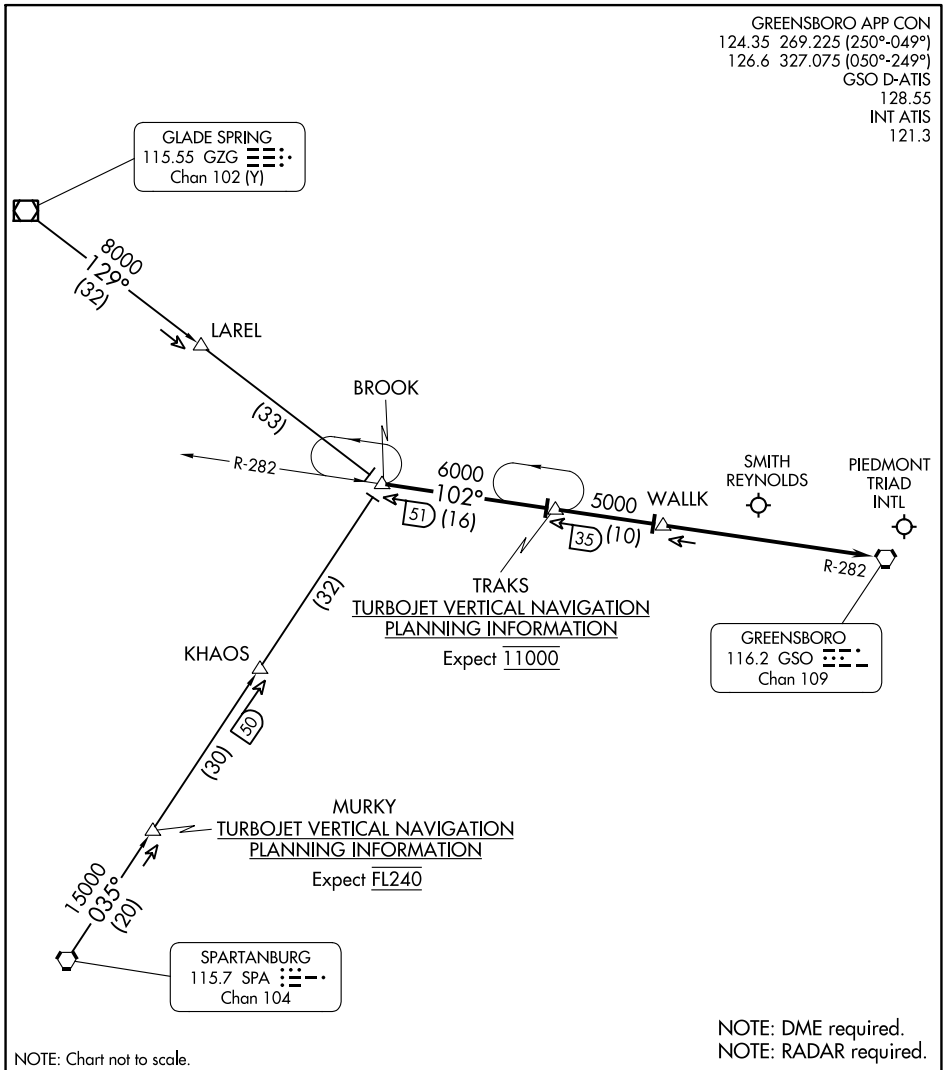 GREENSBORO APP CON
124.35 269.225 (250°-049°)
126.6 327.075 (050°-249°)
GSO D-ATIS
128.55
INT ATIS
121.3
GLADE SPRING
115.55 GZG
Chan 102 (Y)
8000
129°
(32)
LAREL
(33)
BROOK
R-282
6000
102°
(16)
51
5000
(10)
35
WALLK
SMITH
REYNOLDS
PIEDMONT
TRIAD
INTL
R-282
TRAKS
TURBOJET VERTICAL NAVIGATION
PLANNING INFORMATION
Expect 11000
GREENSBORO
116.2 GSO
Chan 109
(32)
KHAOS
50
(30)
MURKY
TURBOJET VERTICAL NAVIGATION
PLANNING INFORMATION
Expect FL240
15000
035°
(20)
SPARTANBURG
115.7 SPA
Chan 104
NOTE: DME required.
NOTE: RADAR required.
NOTE: Chart not to scale.